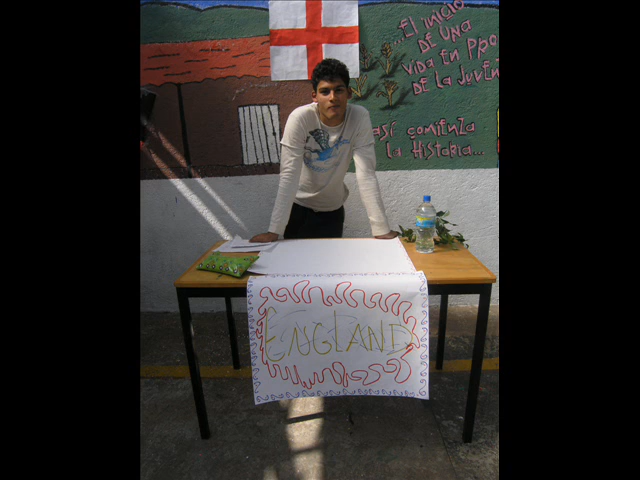 ...El inicio
DE UNA
vida en pro
de la Juven
así comienza
la Historia...
ENGLAND